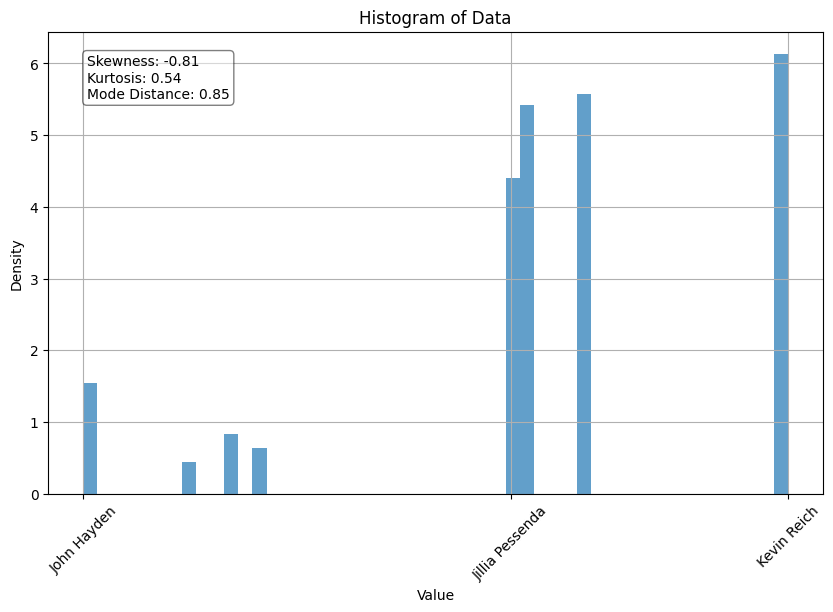 Histogram of Data
Skewness: -0.81
Kurtosis: 0.54
Mode Distance: 0.85
6
5
4
3
2
1
0
Density
John Hayden
Jillia Pessenda
Kevin Reich
Value